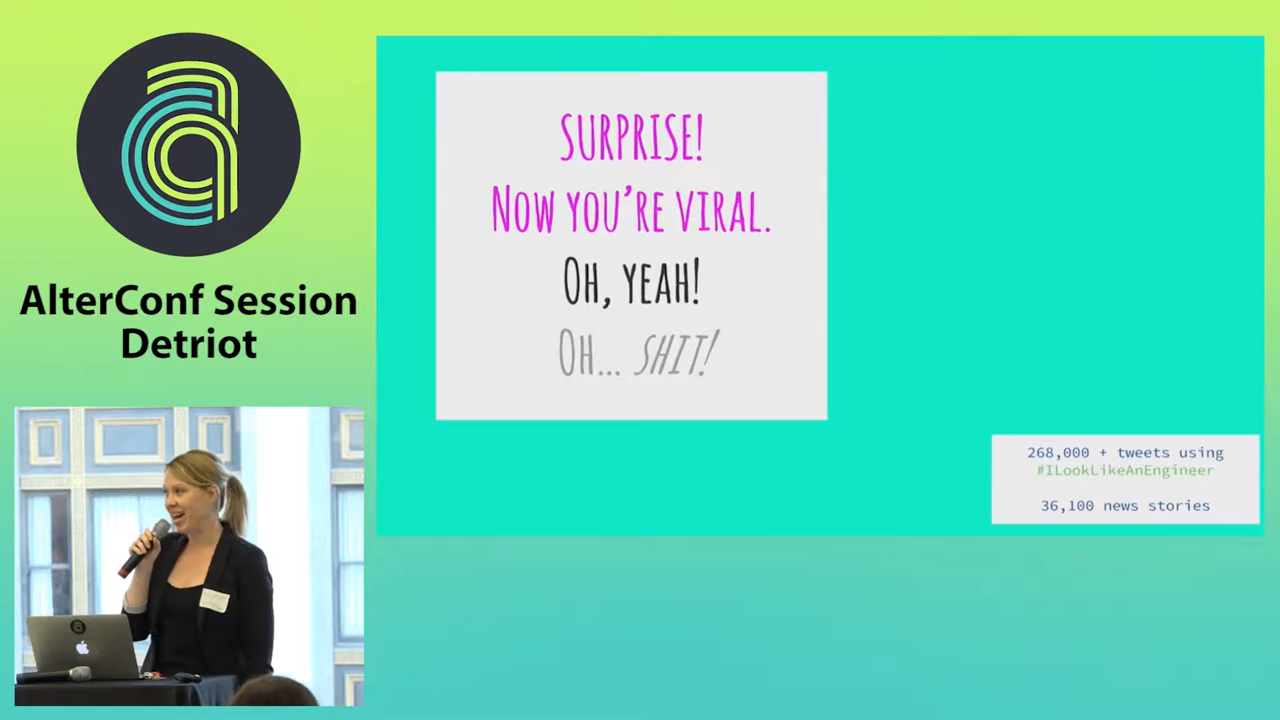 AlterConf Session
Detriot
SURPRISE!
Now you're viral.
Oh, yeah!
Oh... shit!
268,000 + tweets using
#ILookLikeAnEngineer
36,100 news stories